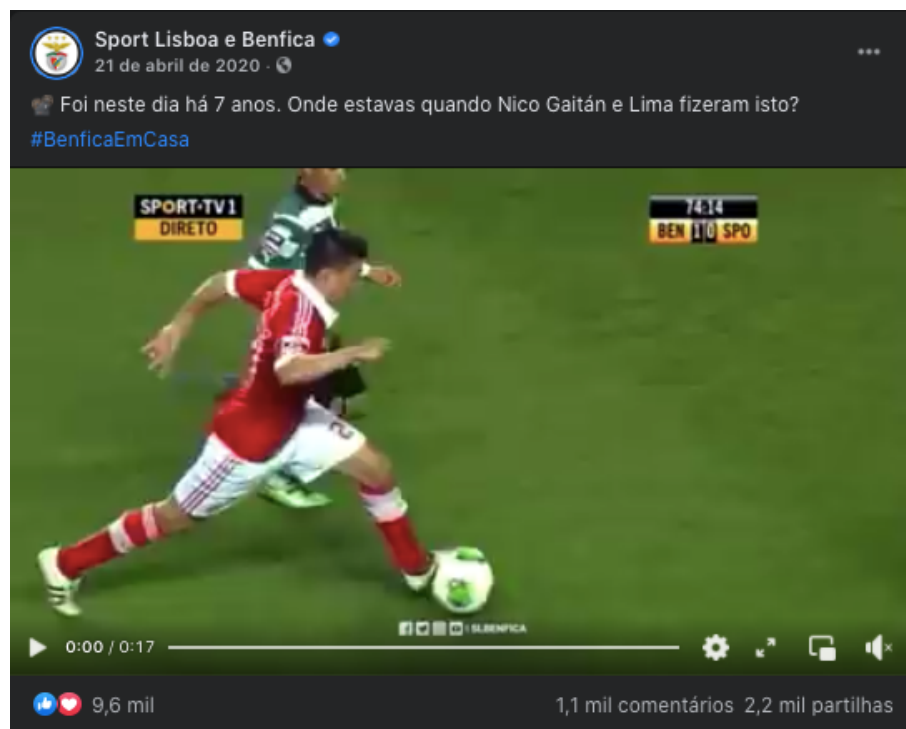 Sport Lisboa e Benfica
21 de abril de 2020 ·
Foi neste dia há 7 anos. Onde estavas quando Nico Gaitán e Lima fizeram isto?
#BenficaEmCasa
SPORT•TV1
DIRETO
74:14
BEN 1 0 SPO
2
/SLBENFICA
0:00 / 0:17
9,6 mil
1,1 mil comentários 2,2 mil partilhas